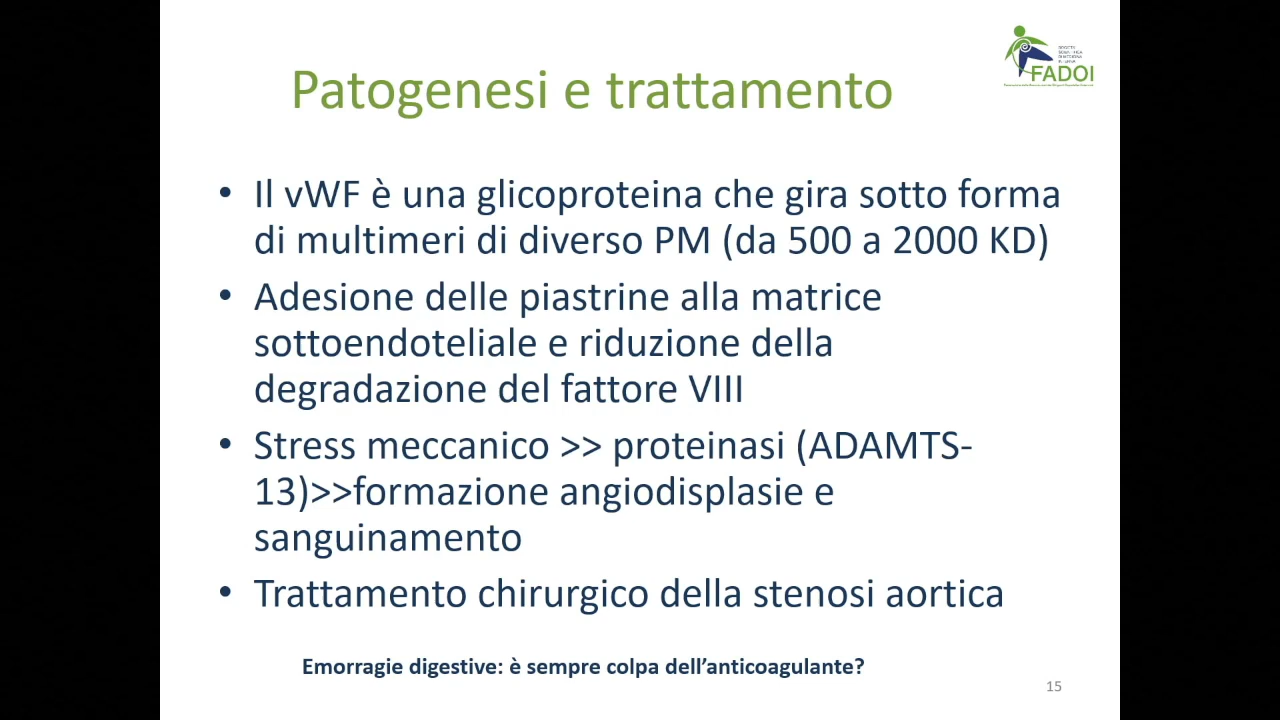 FADOI
Patogenesi e trattamento
• Il vWF è una glicoproteina che gira sotto forma
di multimeri di diverso PM (da 500 a 2000 KD)
• Adesione delle piastrine alla matrice
sottoendoteliale e riduzione della
degradazione del fattore VIII
• Stress meccanico >> proteinasi (ADAMTS-
13)>>formazione angiodisplasie e
sanguinamento
• Trattamento chirurgico della stenosi aortica
Emorragie digestive: è sempre colpa dell’anticoagulante?
15